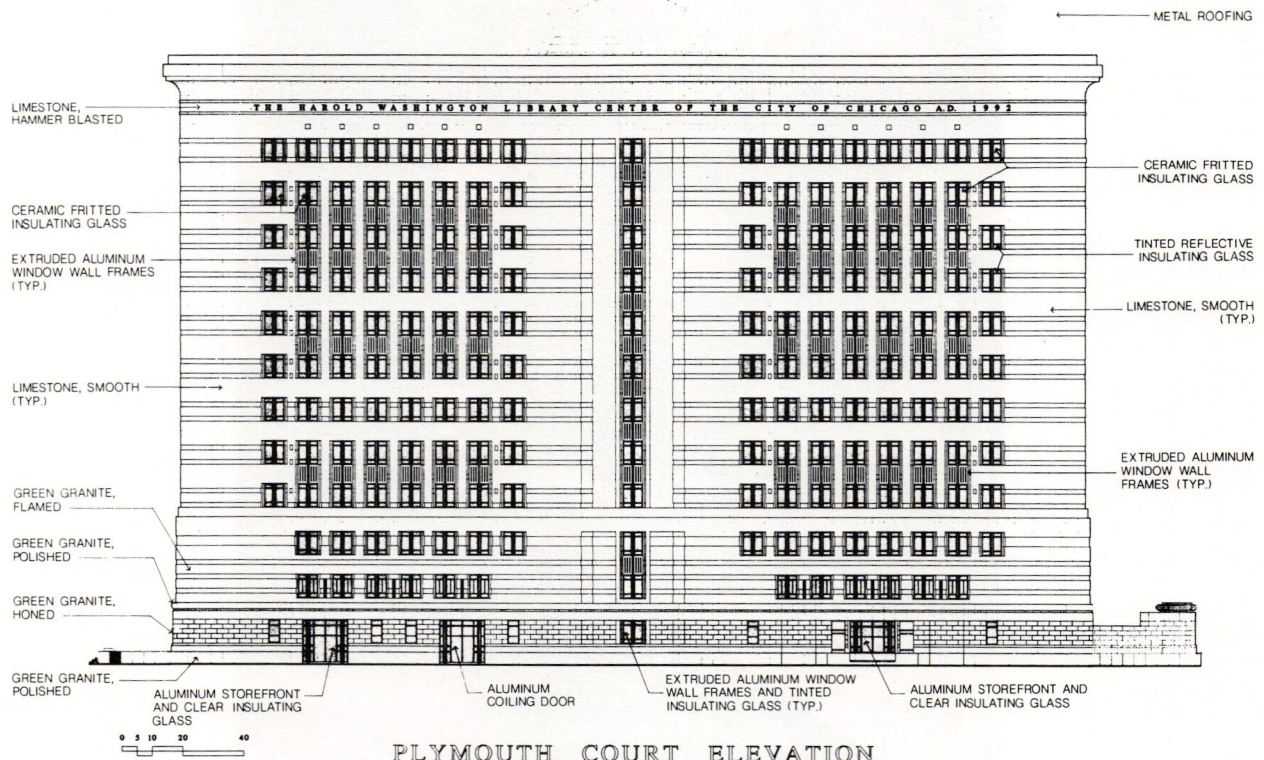 METAL ROOFING
LIMESTONE,
HAMMER BLASTED
THE HAROLD WASHINGTON LIBRARY CENTER OF THE CITY OF CHICAGO A.D. 1992
CERAMIC FRITTED
INSULATING GLASS
CERAMIC FRITTED
INSULATING GLASS
EXTRUDED ALUMINUM
WINDOW WALL FRAMES
(TYP.)
TINTED REFLECTIVE
INSULATING GLASS
LIMESTONE, SMOOTH
(TYP.)
LIMESTONE, SMOOTH
(TYP.)
EXTRUDED ALUMINUM
WINDOW WALL
FRAMES (TYP.)
GREEN GRANITE,
FLAMED
GREEN GRANITE,
POLISHED
GREEN GRANITE,
HONED
GREEN GRANITE,
POLISHED
ALUMINUM STOREFRONT
AND CLEAR INSULATING
GLASS
ALUMINUM
COILING DOOR
EXTRUDED ALUMINUM WINDOW
WALL FRAMES AND TINTED
INSULATING GLASS (TYP.)
ALUMINUM STOREFRONT AND
CLEAR INSULATING GLASS
0 5 10 20 40
PLYMOUTH COURT ELEVATION